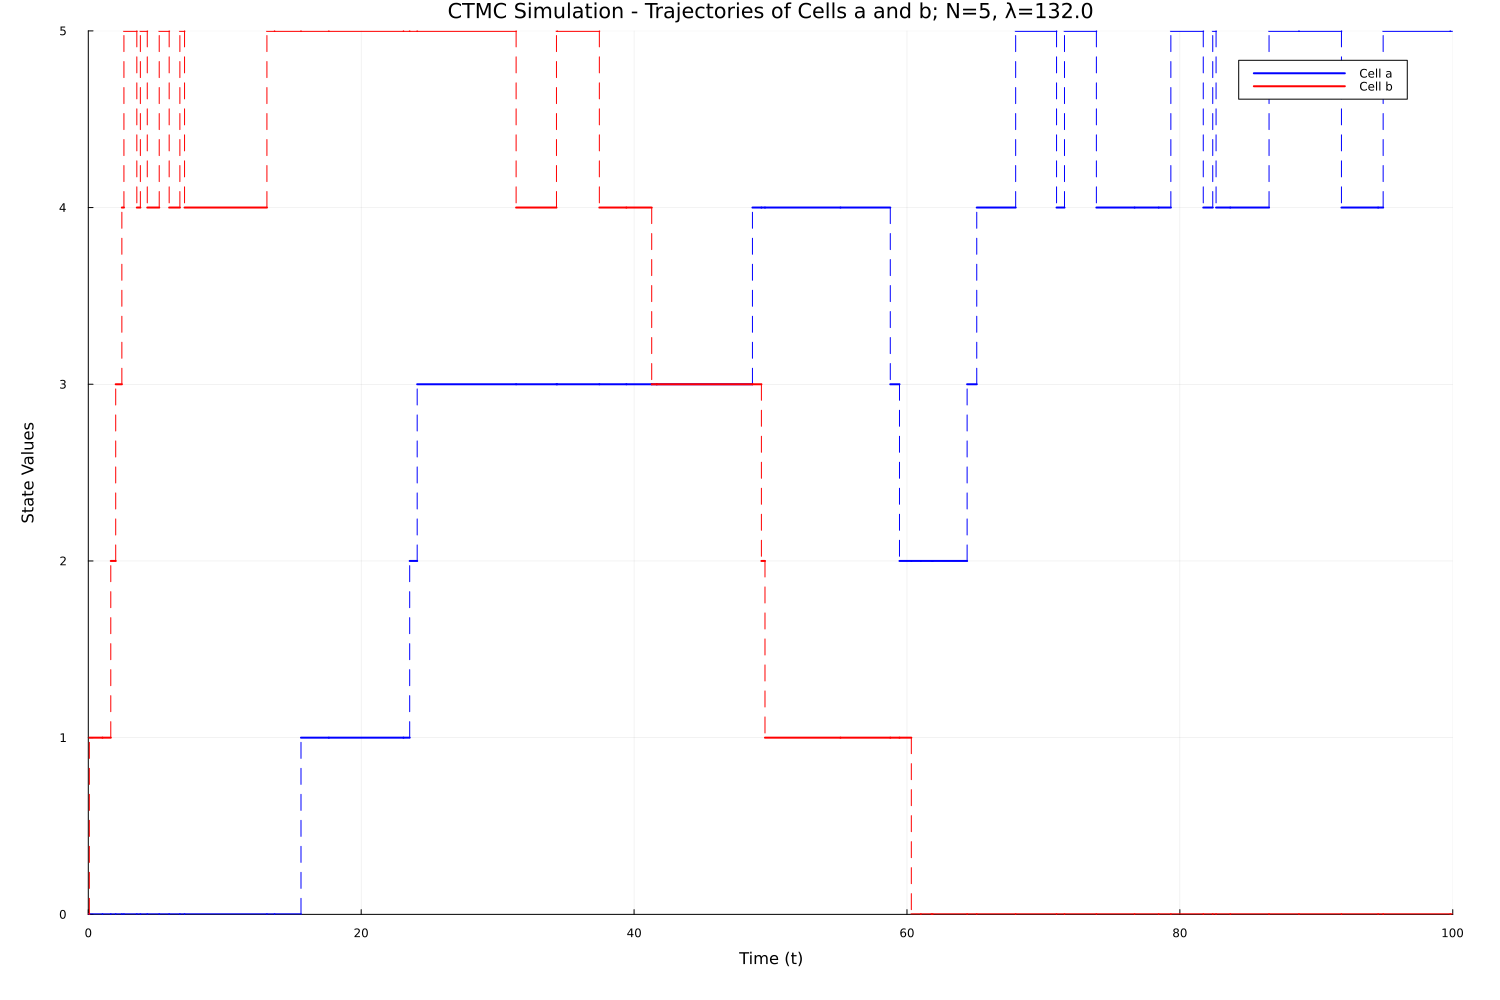 CTMC Simulation - Trajectories of Cells a and b; N=5, λ=132.0
Cell a
Cell b
State Values
5
4
3
2
1
0
0 20 40 60 80 100
Time (t)